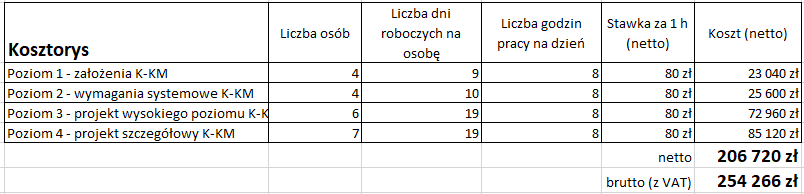 Kosztorys Liczba osób Liczba dni roboczych na osobę Liczba godzin pracy na dzień Stawka za 1 h (netto) Koszt (netto)
Poziom 1 - założenia K-KM 4 9 8 80 zł 23 040 zł
Poziom 2 - wymagania systemowe K-KM 4 10 8 80 zł 25 600 zł
Poziom 3 - projekt wysokiego poziomu K-K 6 19 8 80 zł 72 960 zł
Poziom 4 - projekt szczegółowy K-KM 7 19 8 80 zł 85 120 zł
netto 206 720 zł
brutto (z VAT) 254 266 zł